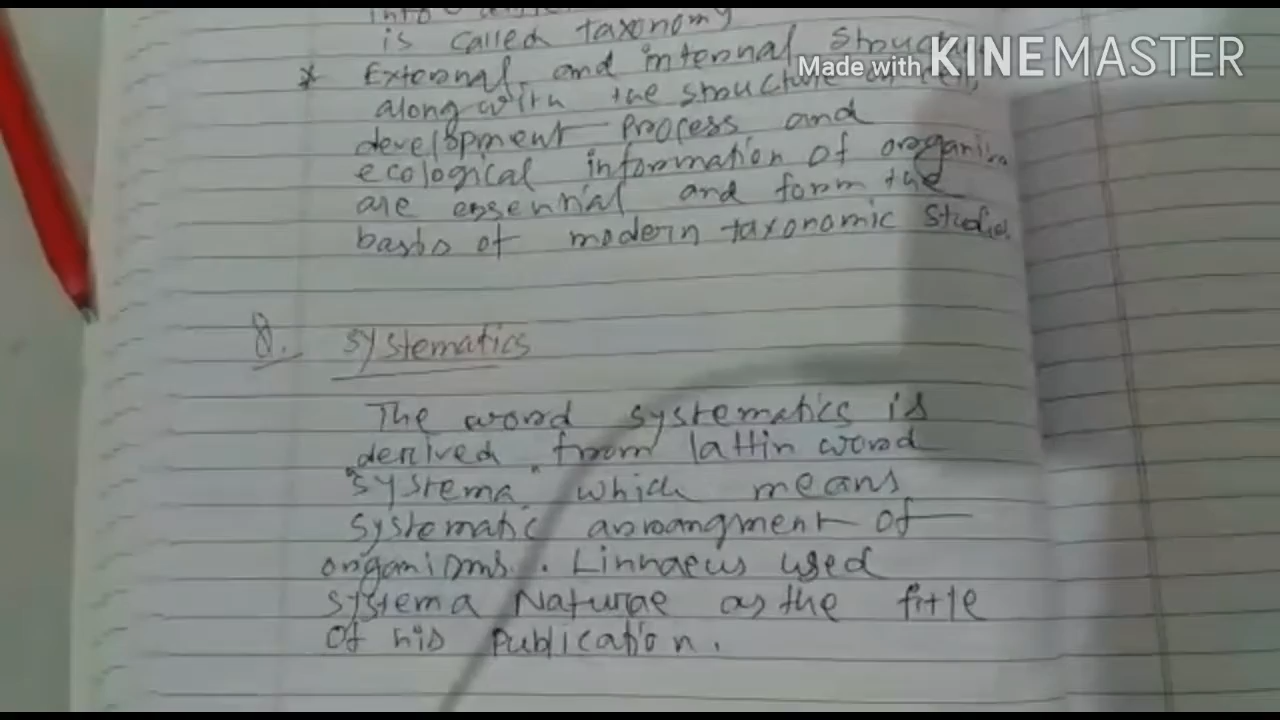 is called taxonomy
* External and internal
Made with KINEMASTER
along with the structure
development process and
ecological information of
are essential and form the
basis of modern taxonomic studies.
8. Systematics
The word systematics is
derived from lattin word
"systema" which means
systematic arrangment of
organisms. Linnaeus used
systema Naturae as the title
of his publication.